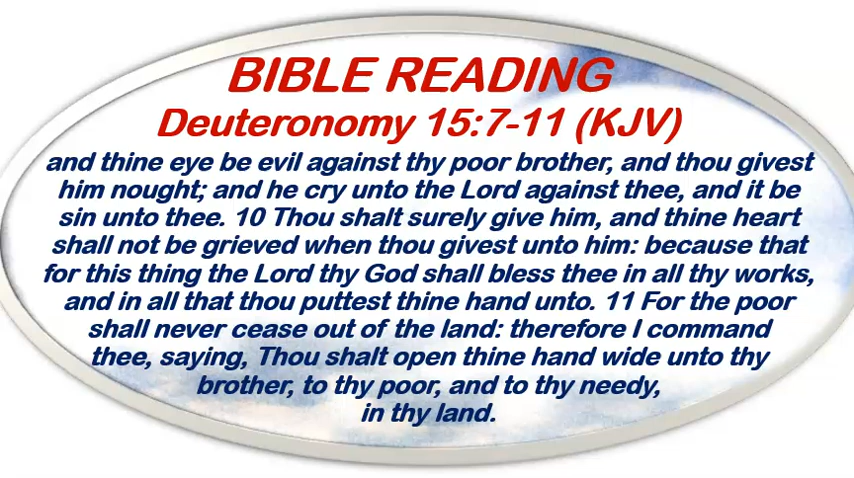 BIBLE READING
Deuteronomy 15:7-11 (KJV)
and thine eye be evil against thy poor brother, and thou givest
him nought; and he cry unto the Lord against thee, and it be
sin unto thee. 10 Thou shalt surely give him, and thine heart
shall not be grieved when thou givest unto him: because that
for this thing the Lord thy God shall bless thee in all thy works,
and in all that thou puttest thine hand unto. 11 For the poor
shall never cease out of the land: therefore I command
thee, saying, Thou shalt open thine hand wide unto thy
brother, to thy poor, and to thy needy,
in thy land.